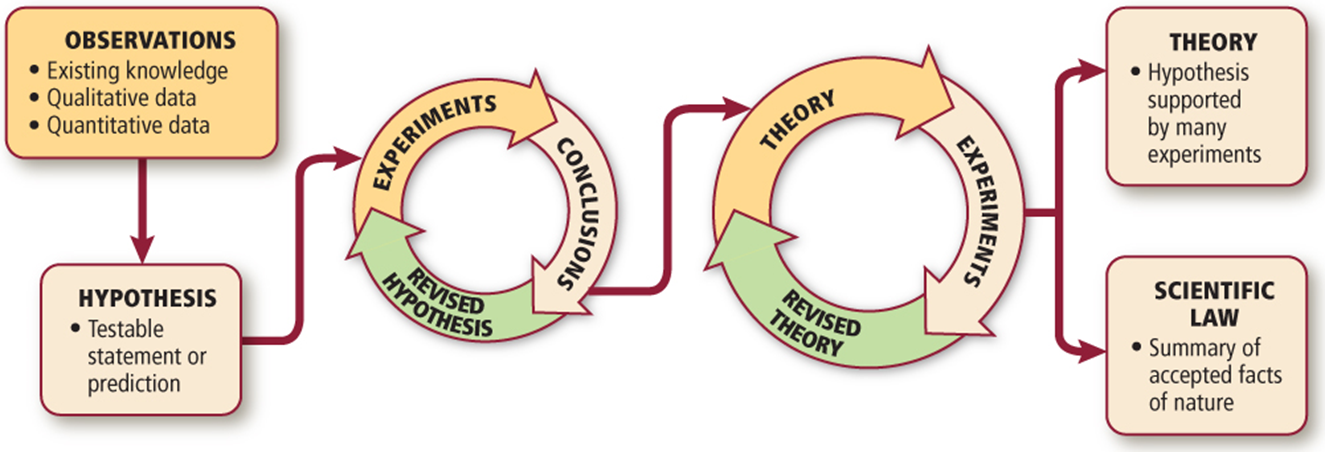 OBSERVATIONS
• Existing knowledge
• Qualitative data
• Quantitative data
HYPOTHESIS
• Testable
statement or
prediction
EXPERIMENTS
CONCLUSIONS
REVISED
HYPOTHESIS
THEORY
EXPERIMENTS
REVISED
THEORY
THEORY
• Hypothesis
supported
by many
experiments
SCIENTIFIC
LAW
• Summary of
accepted facts
of nature